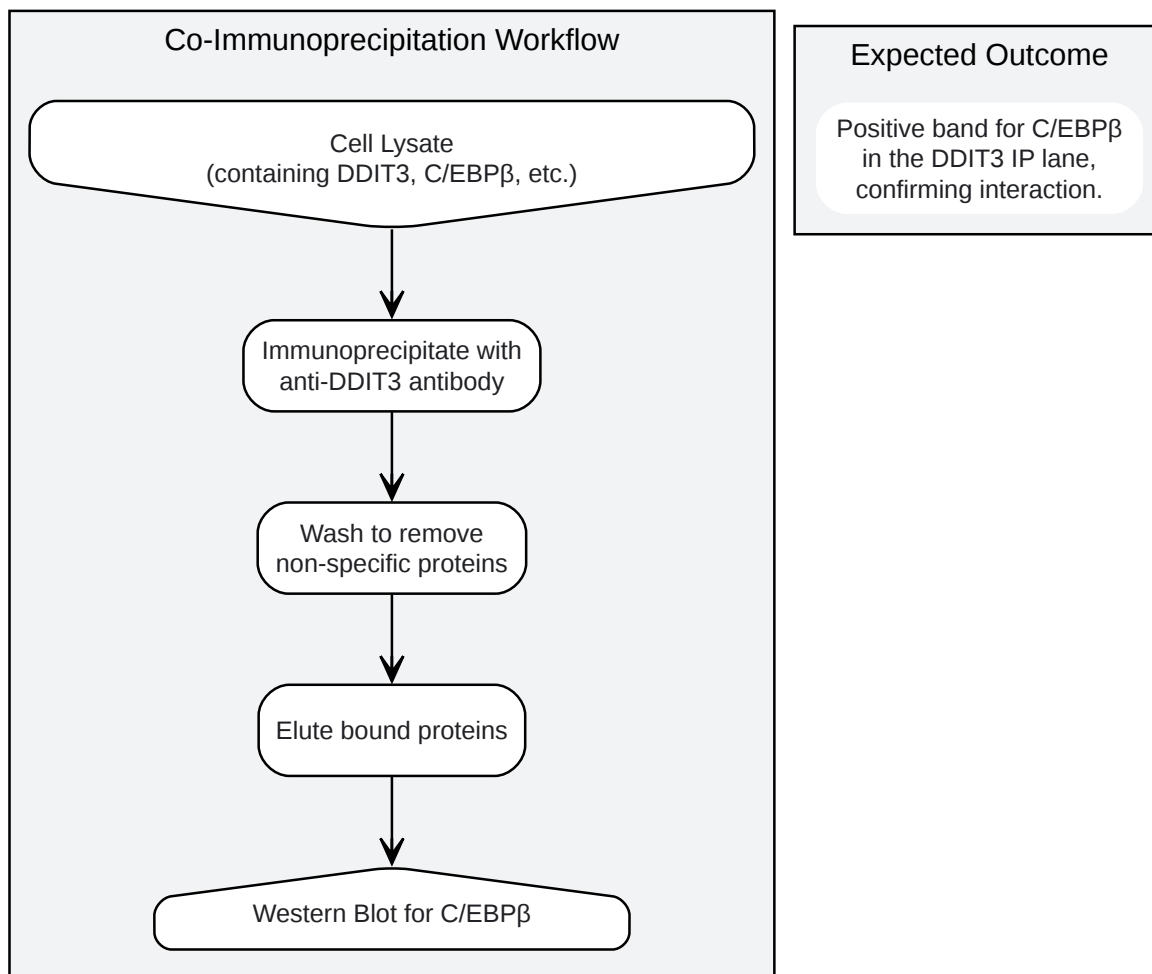 Co-Immunoprecipitation Workflow
Cell Lysate
(containing DDIT3, C/EBPβ, etc.)
Immunoprecipitate with
anti-DDIT3 antibody
Wash to remove
non-specific proteins
Elute bound proteins
Western Blot for C/EBPβ
Expected Outcome
Positive band for C/EBPβ
in the DDIT3 IP lane,
confirming interaction.